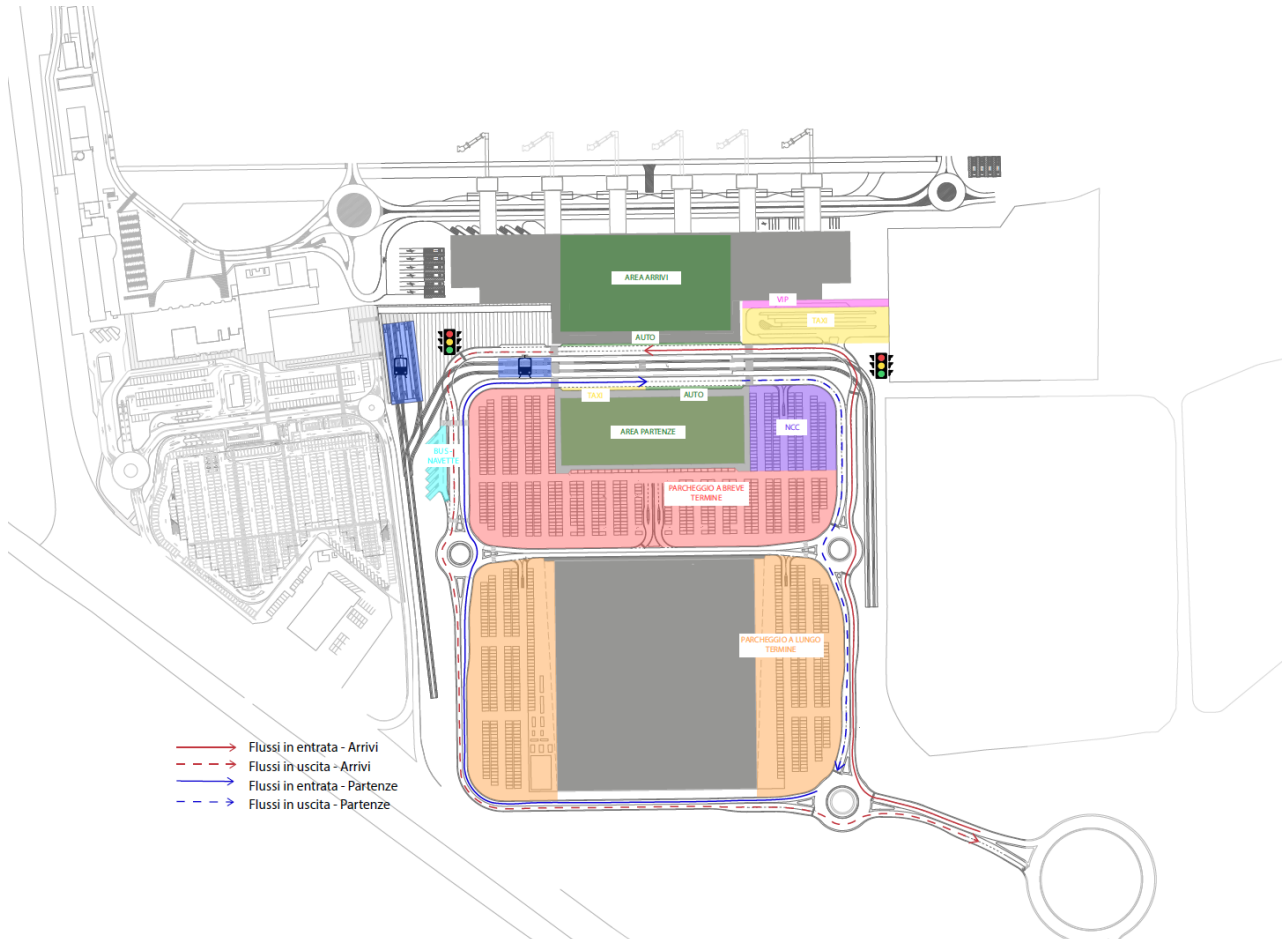 AREA ARRIVI
VIP
TAXI
AUTO
TAXI
AUTO
AREA PARTENZE
NCC
BUS -
NAVETTE
PARCHEGGIO A BREVE
TERMINE
PARCHEGGIO A LUNGO
TERMINE
Flussi in entrata - Arrivi
Flussi in uscita - Arrivi
Flussi in entrata - Partenze
Flussi in uscita - Partenze